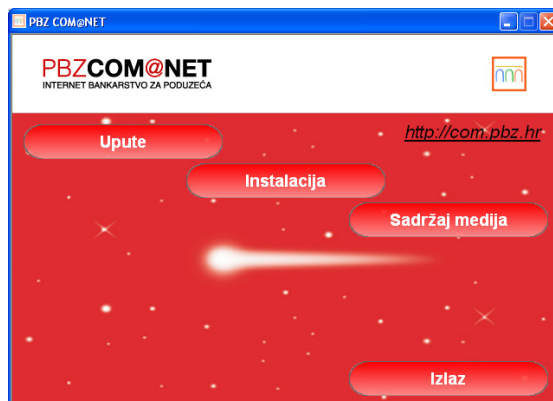 PBZ COM@NET
PBZCOM@NET
INTERNET BANKARSTVO ZA PODUZEĆA
http://com.pbz.hr
Upute
Instalacija
Sadržaj medija
Izlaz